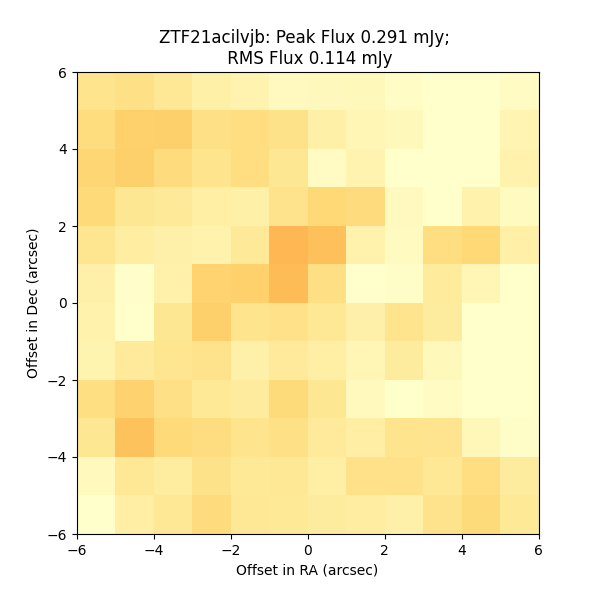 ZTF21acilvjb: Peak Flux 0.291 mJy;
RMS Flux 0.114 mJy
6
4
2
0
−2
−4
−6
Offset in Dec (arcsec)
−6 −4 −2 0 2 4 6
Offset in RA (arcsec)